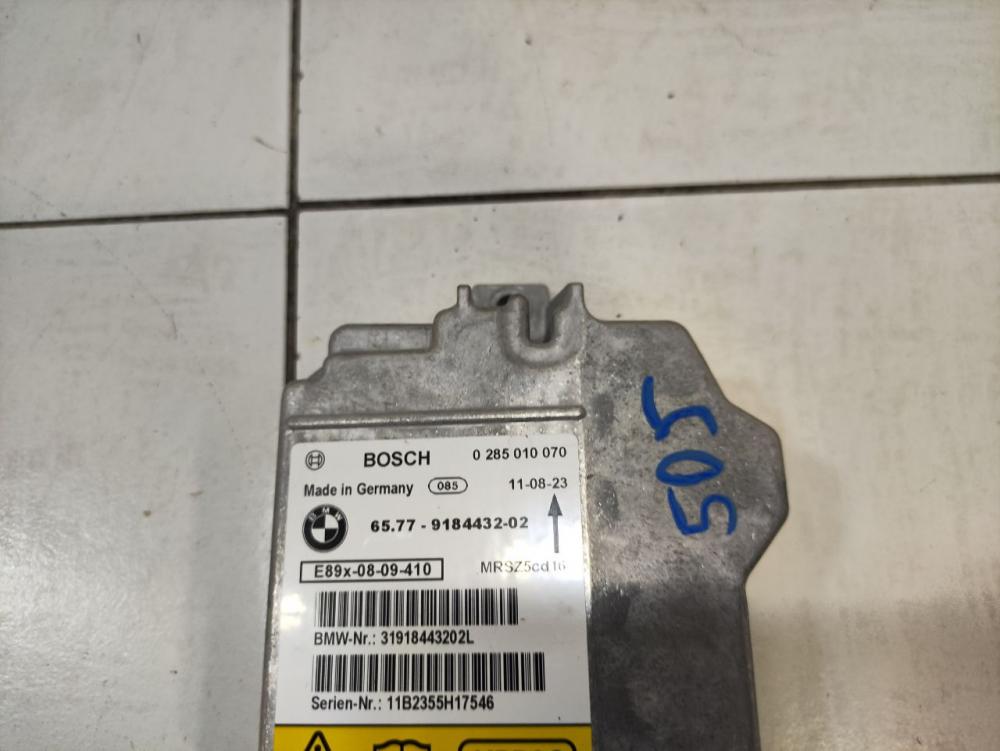 BOSCH 0 285 010 070
Made in Germany 085 11-08-23
BMW 65.77 - 9184432-02
E89x-08-09-410 MRSZ5cd16
BMW-Nr.: 31918443202L
Serien-Nr.: 11B2355H17546
505